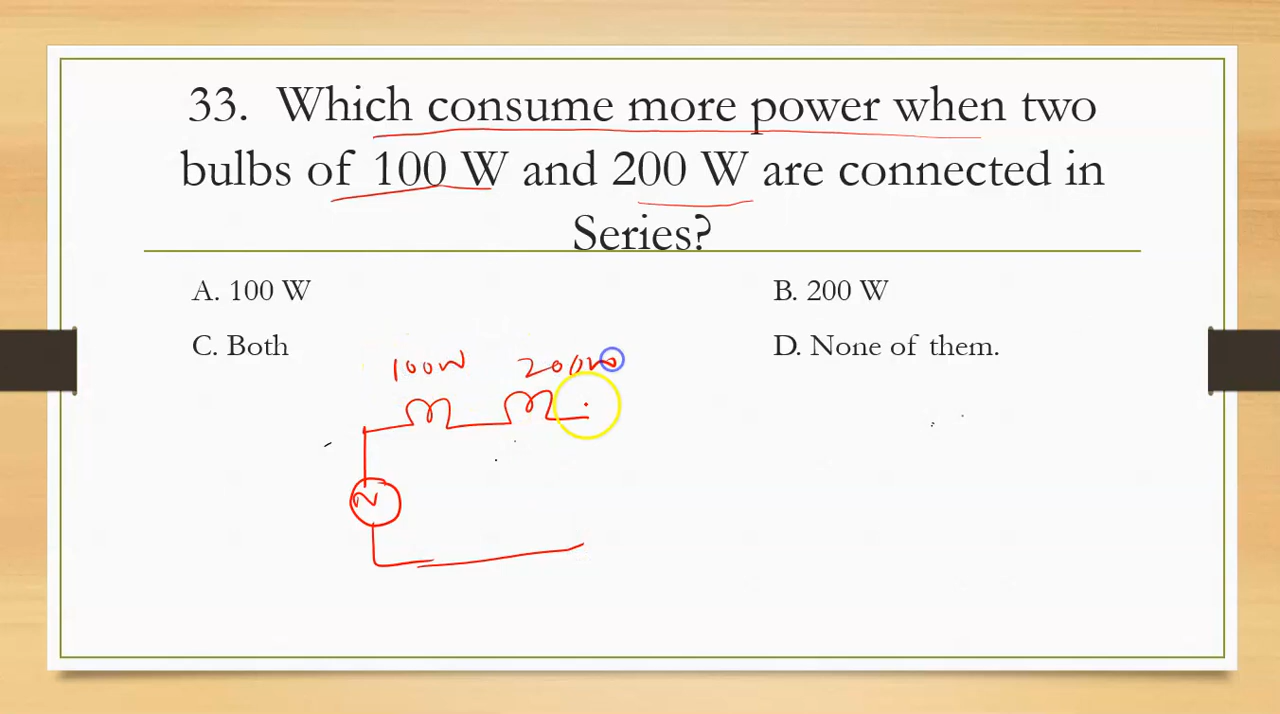 33. Which consume more power when two
bulbs of 100 W and 200 W are connected in
Series?
A. 100 W
B. 200 W
C. Both
D. None of them.
100W 200W